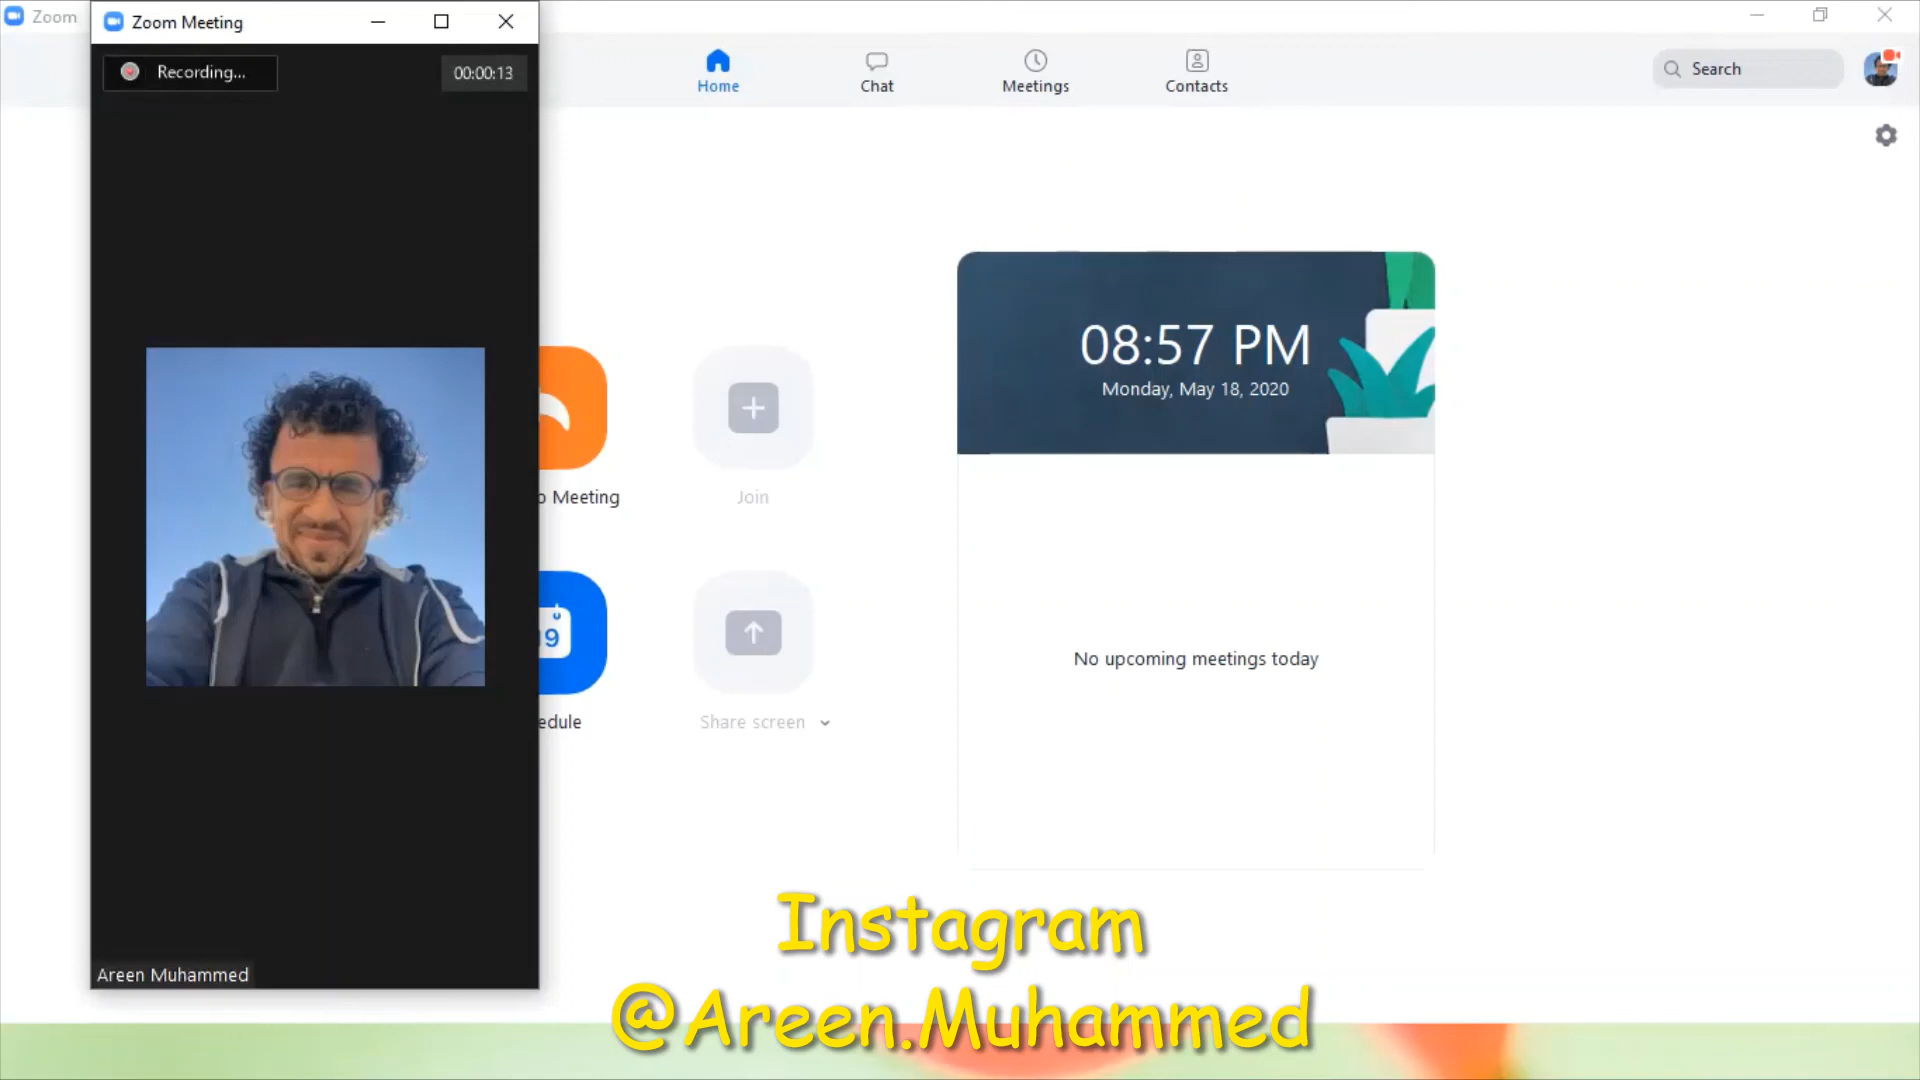 Zoom
Zoom Meeting
Recording...
00:00:13
Home
Chat
Meetings
Contacts
Search
08:57 PM
Monday, May 18, 2020
o Meeting
Join
19
edule
Share screen
No upcoming meetings today
Areen Muhammed
Instagram
@Areen.Muhammed